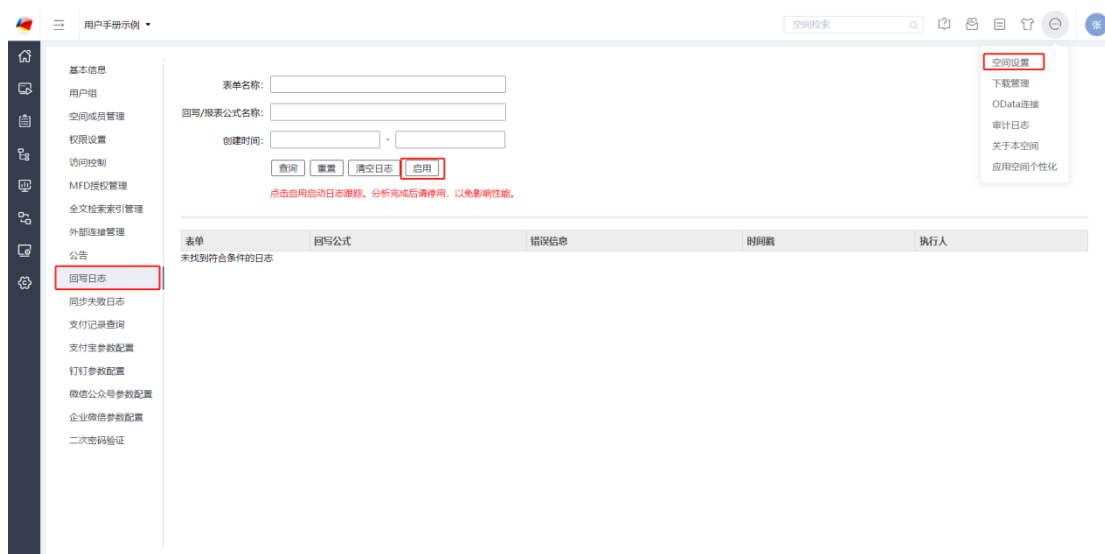 用户手册示例
空间检索
张
空间设置
下载管理
OData连接
审计日志
关于本空间
应用空间个性化
基本信息
用户组
空间成员管理
权限设置
访问控制
MFD授权管理
全文检索索引管理
外部连接管理
公告
回写日志
同步失败日志
支付记录查询
支付宝参数配置
钉钉参数配置
微信公众号参数配置
企业微信参数配置
二次密码验证
表单名称:
回写/报表公式名称:
创建时间: -
查询 重置 清空日志 启用
点击启用启动日志跟踪。分析完成后请停用，以免影响性能。
表单 回写公式 错误信息 时间戳 执行人
未找到符合条件的日志